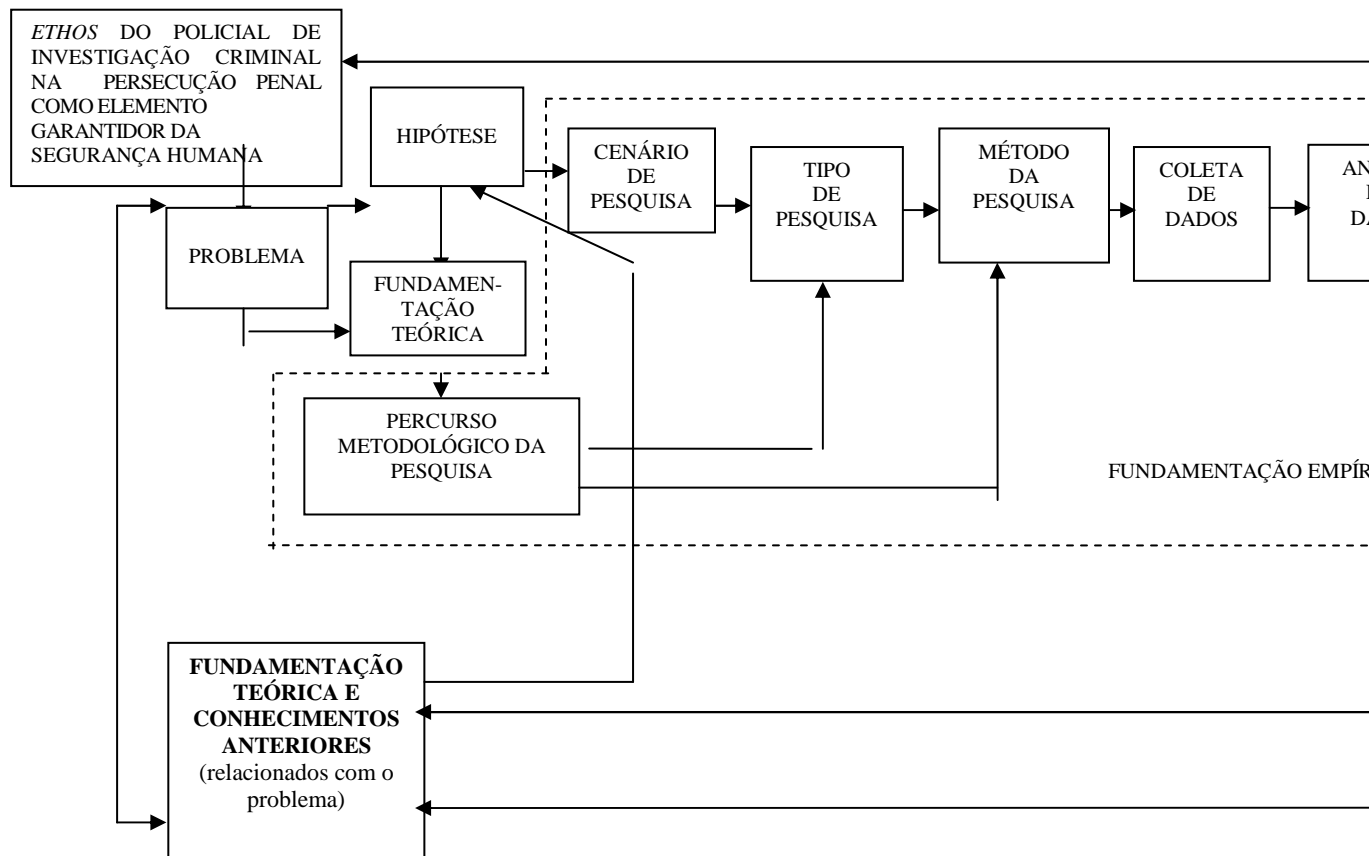 ETHOS DO POLICIAL DE
INVESTIGAÇÃO CRIMINAL
NA PERSECUÇÃO PENAL
COMO ELEMENTO
GARANTIDOR DA
SEGURANÇA HUMANA
HIPÓTESE
CENÁRIO
DE
PESQUISA
TIPO
DE
PESQUISA
MÉTODO
DA
PESQUISA
COLETA
DE
DADOS
PROBLEMA
FUNDAMEN-
TAÇÃO
TEÓRICA
PERCURSO
METODOLÓGICO DA
PESQUISA
FUNDAMENTAÇÃO
FUNDAMENTAÇÃO
TEÓRICA E
CONHECIMENTOS
ANTERIORES
(relacionados com o
problema)